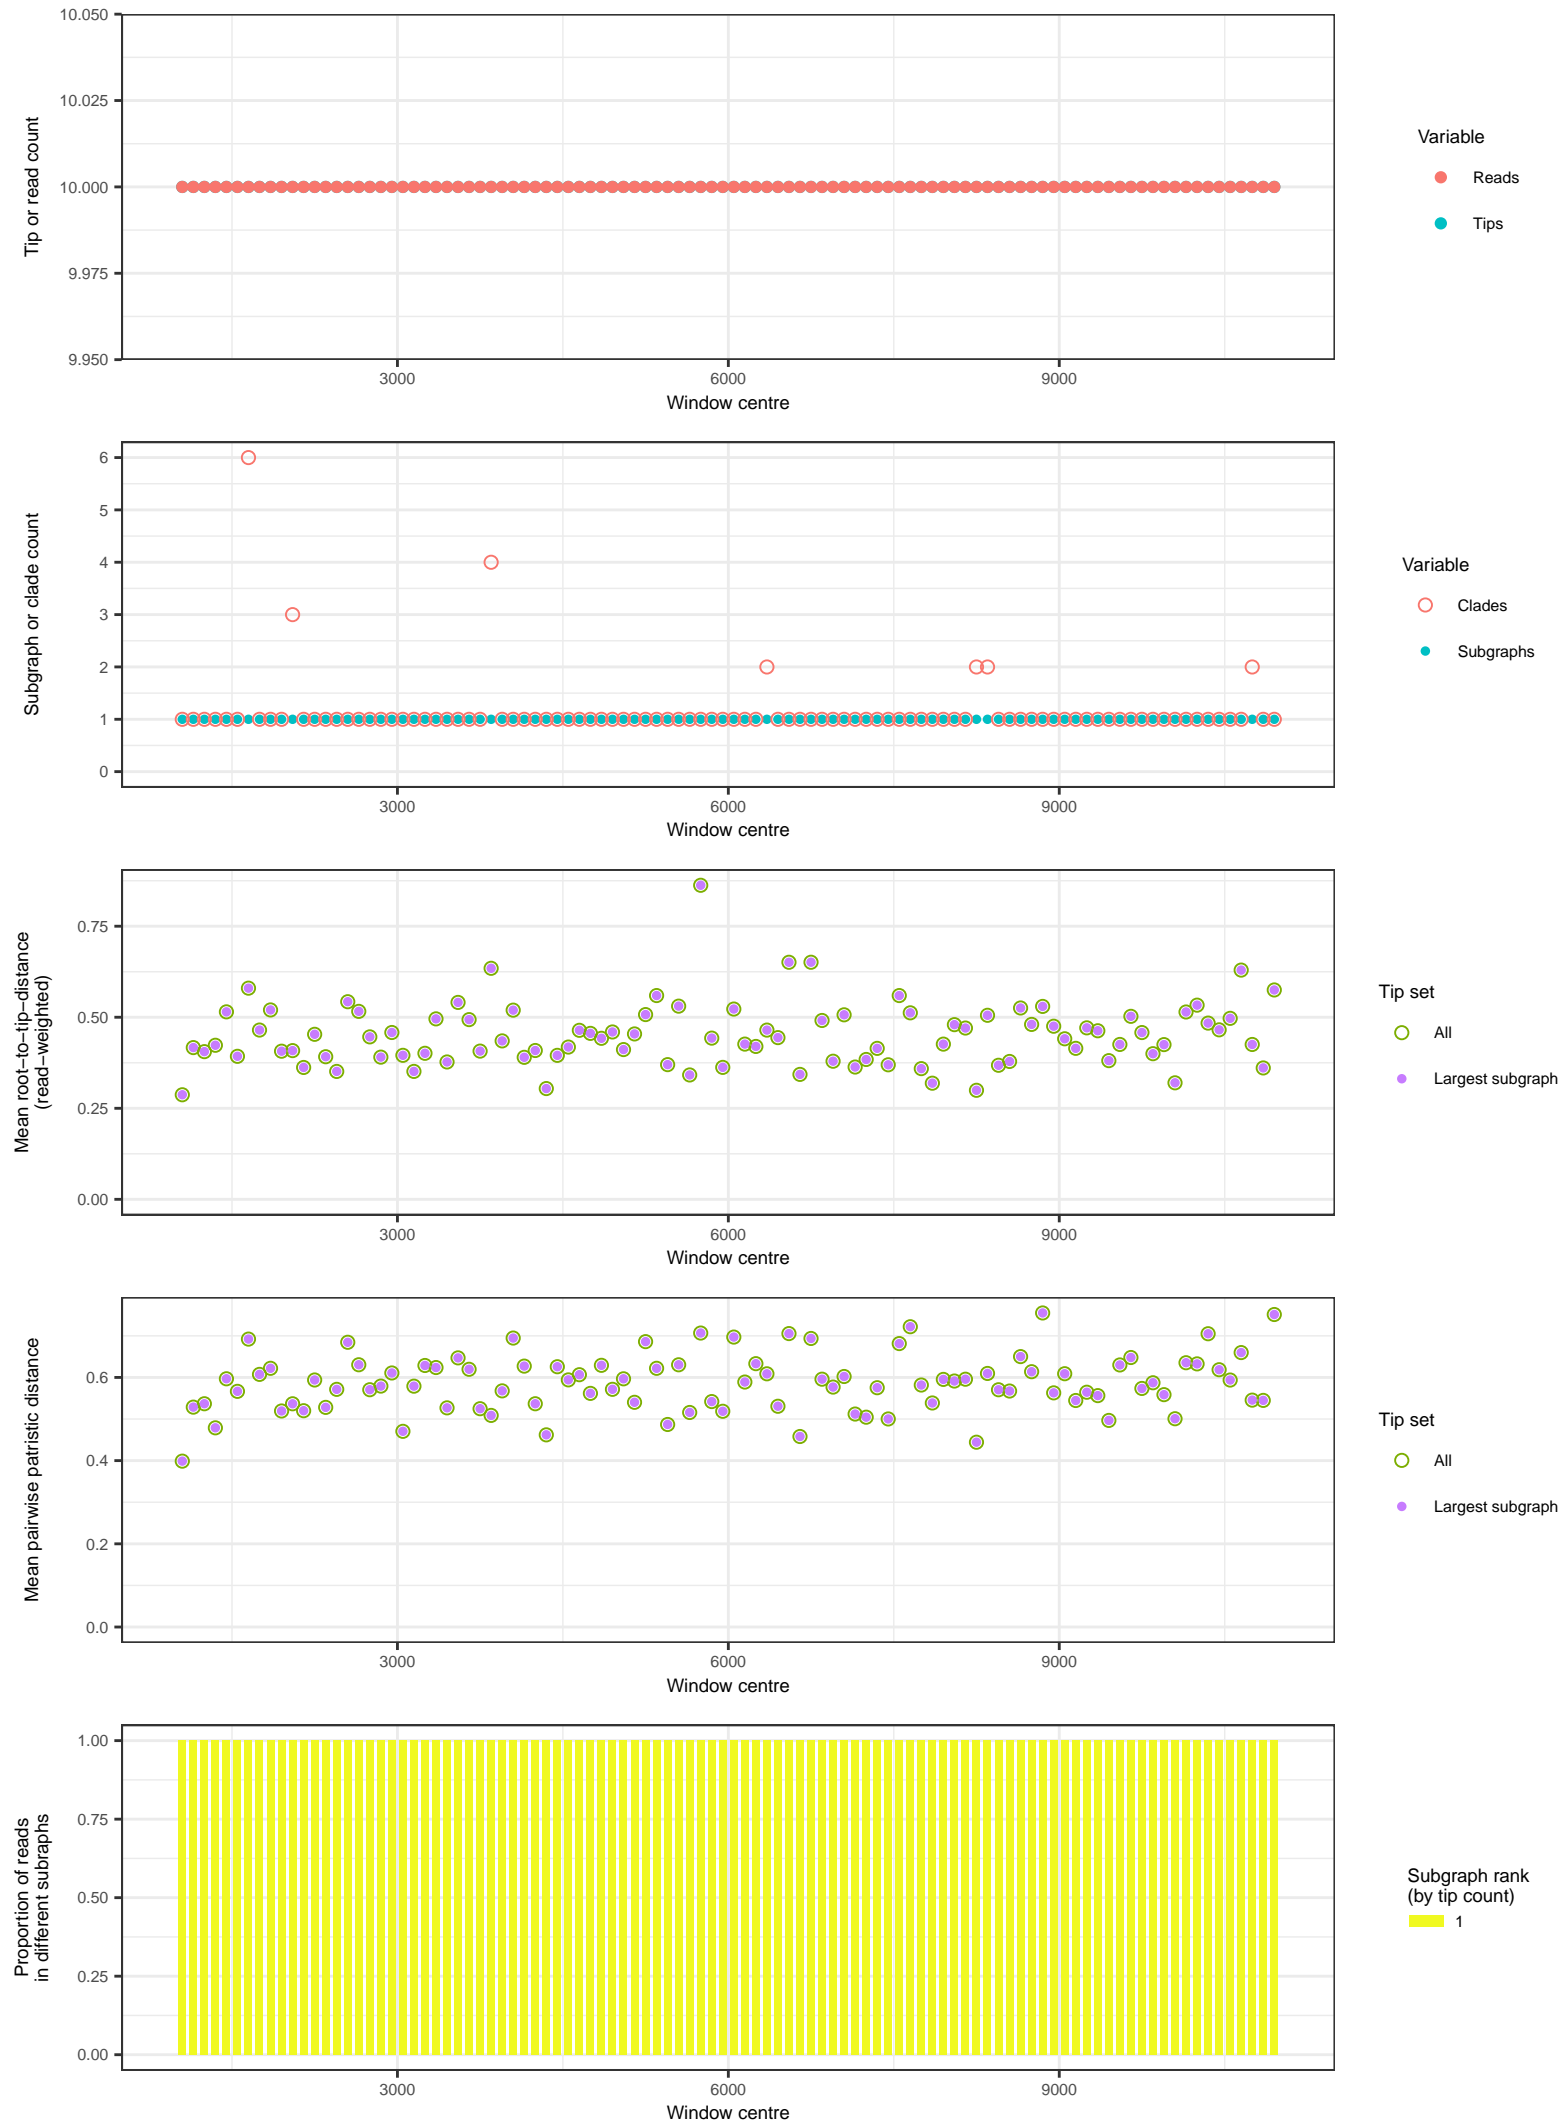 10.050
10.025
10.000
9.975
9.950
Tip or read count
3000
6000
9000
Window centre
Variable
Reads
Tips
6
5
4
3
2
1
0
Subgraph or clade count
3000
6000
9000
Window centre
Variable
Clades
Subgraphs
0.75
0.50
0.25
0.00
Mean root−to−tip−distance
(read−weighted)
3000
6000
9000
Window centre
Tip set
All
Largest subgraph
0.6
0.4
0.2
0.0
Mean pairwise patristic distance
3000
6000
9000
Window centre
Tip set
All
Largest subgraph
1.00
0.75
0.50
0.25
0.00
Proportion of reads
in different subraphs
3000
6000
9000
Window centre
Subgraph rank
(by tip count)
1